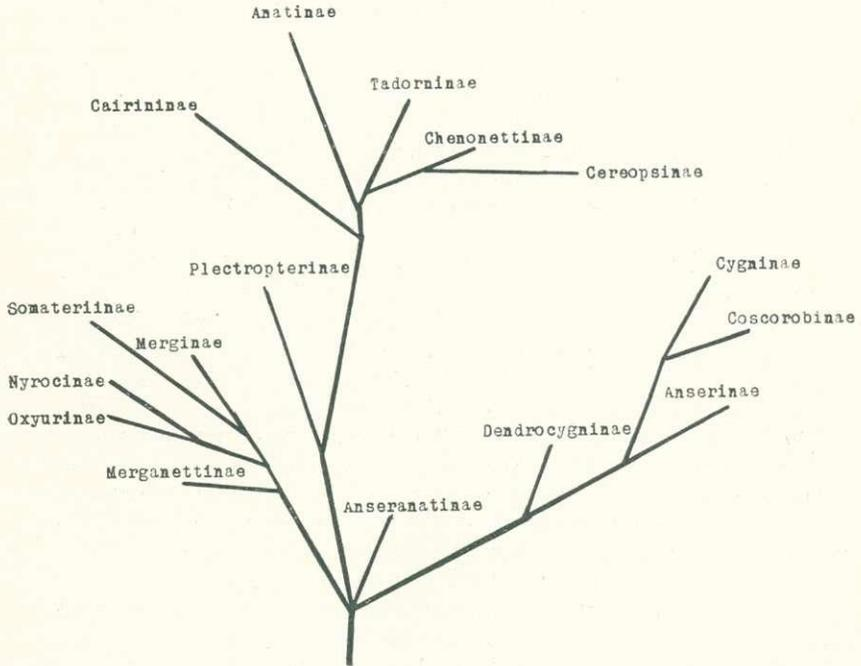 Anatinae
Tadorninae
Cairininae
Chenonettinae
Cereopsinae
Plectropterinae
Cygninae
Somateriinae
Coscorobinae
Merginae
Nyrocinae
Anserinae
Oxyurinae
Dendrocygninae
Merganettinae
Anseranatinae